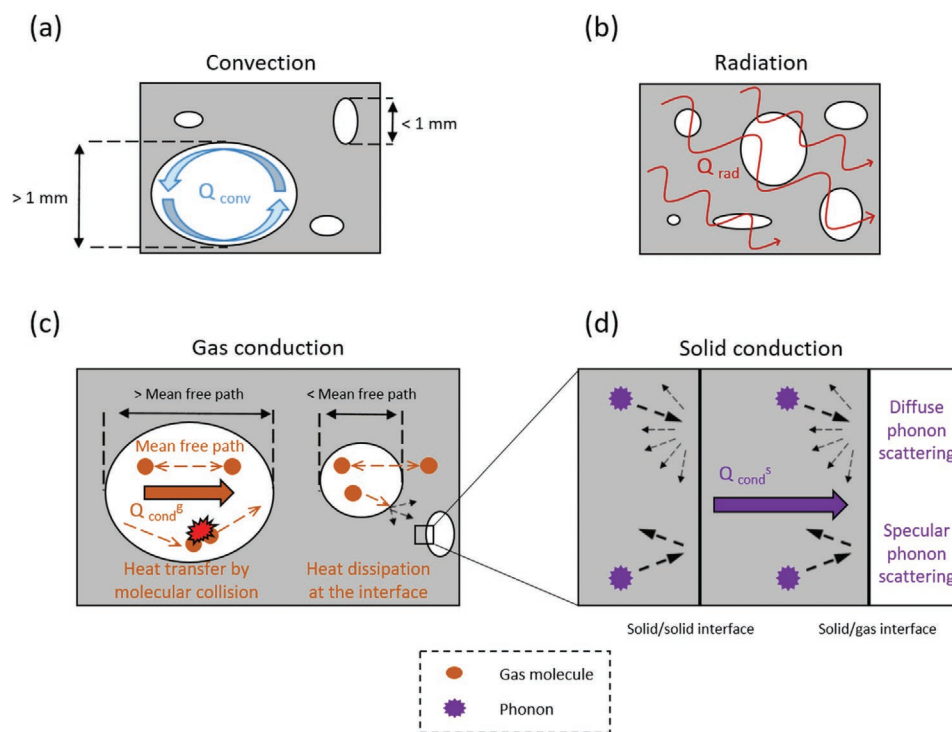 (a)
Convection
< 1 mm
> 1 mm
Q conv
(b)
Radiation
Q rad
(c)
Gas conduction
> Mean free path
< Mean free path
Mean free path
Q cond g
Heat transfer by
molecular collision
Heat dissipation
at the interface
(d)
Solid conduction
Diffuse
phonon
scattering
Q cond s
Specular
phonon
scattering
Solid/solid interface
Solid/gas interface
Gas molecule
Phonon